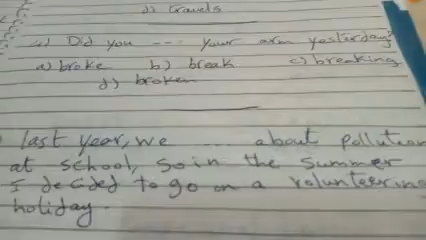 d) travels
Did you --- your arm yesterday?
a) broke b) break c) breaking
d) broken
last year, we --- about pollution
at school, so in the summer
I decided to go on a volunteering
holiday.